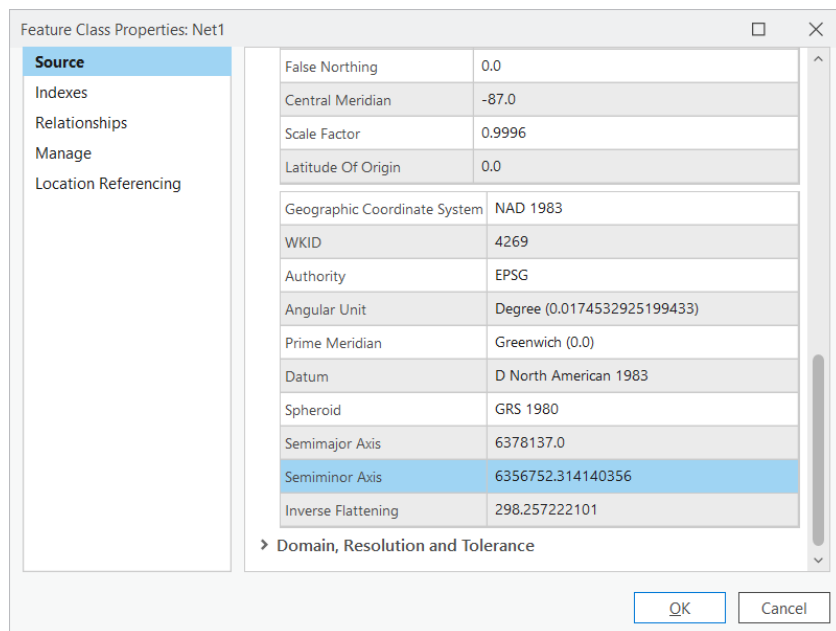 Feature Class Properties: Net1
Source
Indexes
Relationships
Manage
Location Referencing
False Northing 0.0
Central Meridian -87.0
Scale Factor 0.9996
Latitude Of Origin 0.0
Geographic Coordinate System NAD 1983
WKID 4269
Authority EPSG
Angular Unit Degree (0.0174532925199433)
Prime Meridian Greenwich (0.0)
Datum D North American 1983
Spheroid GRS 1980
Semimajor Axis 6378137.0
Semiminor Axis 6356752.314140356
Inverse Flattening 298.257222101
Domain, Resolution and Tolerance
OK Cancel